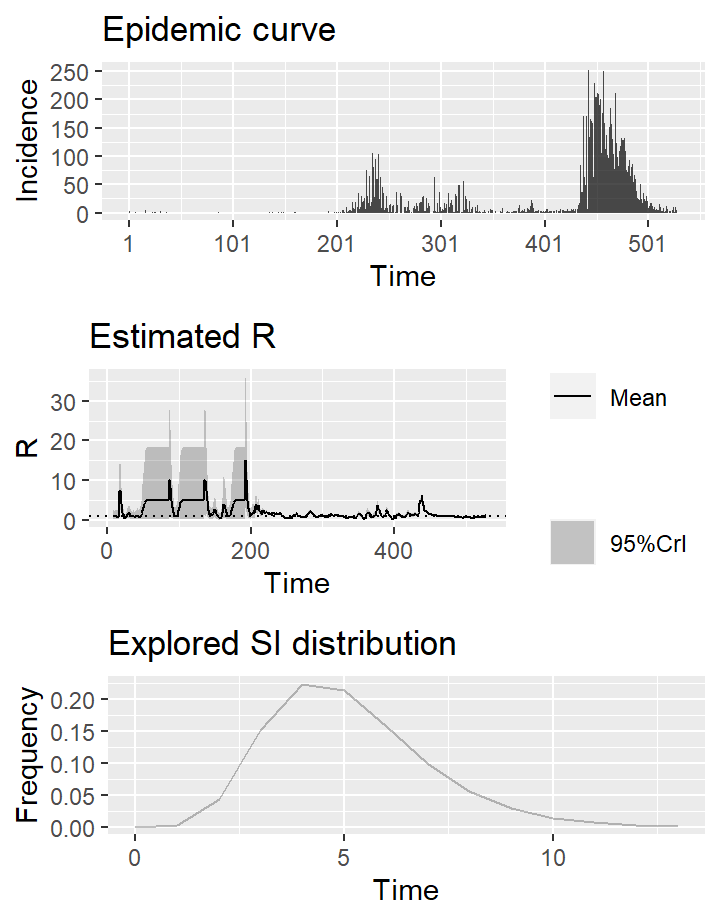 Epidemic curve
Incidence
250
200
150
100
50
0
1 101 201 301 401 501
Time
Estimated R
R
30
20
10
0
0 200 400
Time
Mean
95%CrI
Explored SI distribution
Frequency
0.20
0.15
0.10
0.05
0.00
0 5 10
Time